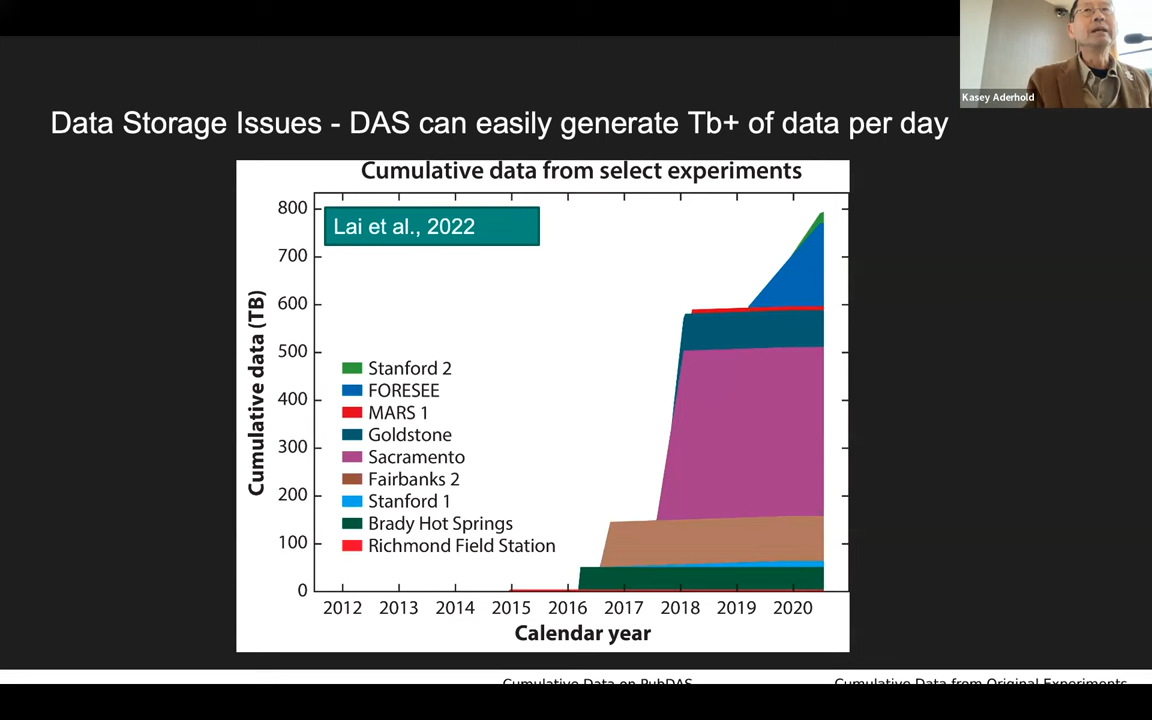 Kasey Aderhold
Data Storage Issues - DAS can easily generate Tb+ of data per day
Cumulative data from select experiments
Lai et al., 2022
Cumulative data (TB)
800
700
600
500
400
300
200
100
0
Stanford 2
FORESEE
MARS 1
Goldstone
Sacramento
Fairbanks 2
Stanford 1
Brady Hot Springs
Richmond Field Station
2012 2013 2014 2015 2016 2017 2018 2019 2020
Calendar year
Cumulative Data on PubDAS
Cumulative Data from Original Experiments